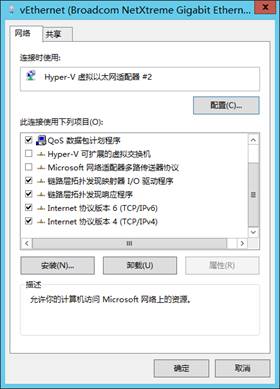 vEthernet (Broadcom NetXtreme Gigabit Ethern...
网络
共享
连接时使用:
Hyper-V 虚拟以太网适配器 #2
配置(C)...
此连接使用下列项目(O):
QoS 数据包计划程序
Hyper-V 可扩展的虚拟交换机
Microsoft 网络适配器多路传送器协议
链路层拓扑发现映射器 I/O 驱动程序
链路层拓扑发现响应程序
Internet 协议版本 6 (TCP/IPv6)
Internet 协议版本 4 (TCP/IPv4)
安装(N)...
卸载(U)
属性(R)
描述
允许你的计算机访问 Microsoft 网络上的资源。
确定
取消